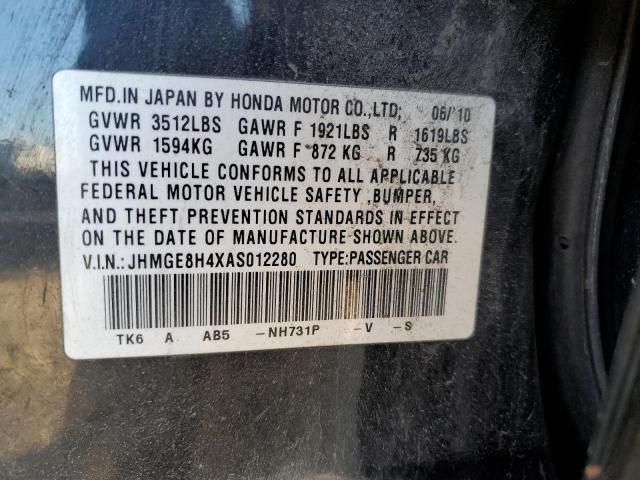 MFD.IN JAPAN BY HONDA MOTOR CO.,LTD; 06/'10
GVWR 3512LBS GAWR F 1921LBS R 1619LBS
GVWR 1594KG GAWR F 872 KG R 735 KG
THIS VEHICLE CONFORMS TO ALL APPLICABLE
FEDERAL MOTOR VEHICLE SAFETY ,BUMPER,
AND THEFT PREVENTION STANDARDS IN EFFECT
ON THE DATE OF MANUFACTURE SHOWN ABOVE.
V.I.N.:JHMGE8H4XAS012280 TYPE:PASSENGER CAR
TK6 A AB5 -NH731P -V -S